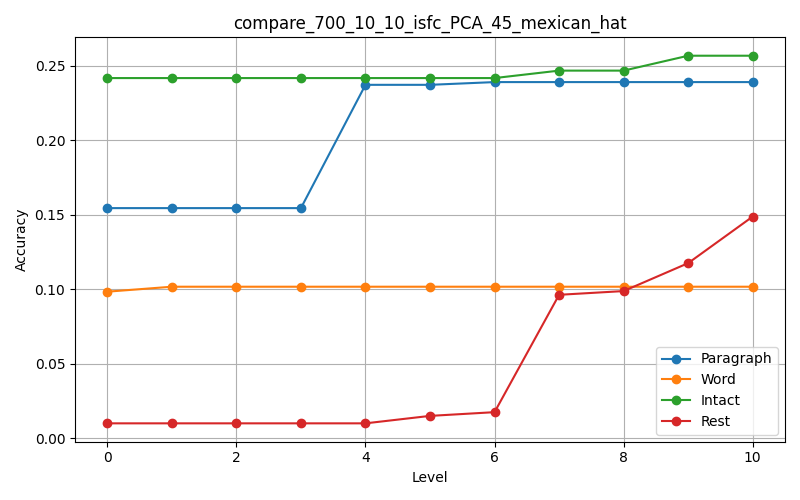 compare_700_10_10_isfc_PCA_45_mexican_hat
Accuracy
0.25
0.20
0.15
0.10
0.05
0.00
Paragraph
Word
Intact
Rest
0 2 4 6 8 10
Level